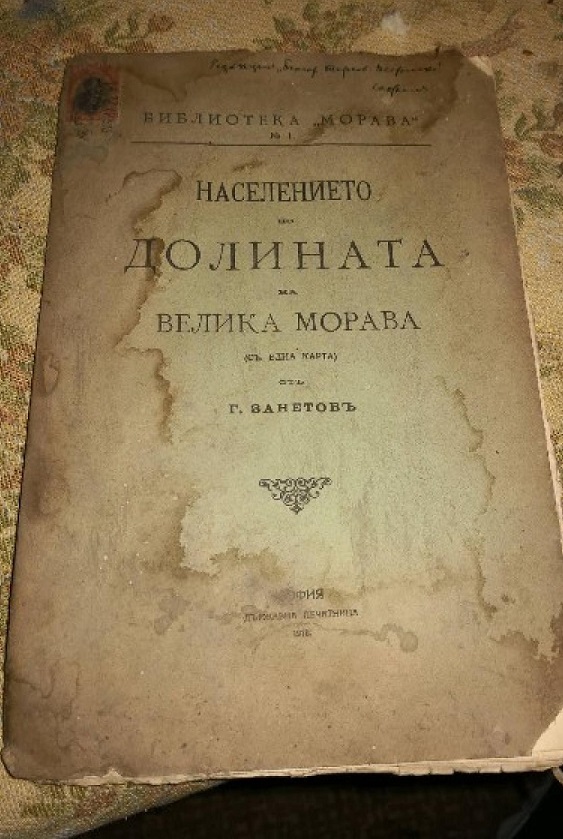 БИБЛИОТЕКА „МОРАВА“
№ 1
НАСЕЛЕНИЕТО
ПО
ДОЛИНАТА
НА
ВЕЛИКА МОРАВА
(СЪ ЕДНА КАРТА)
ОТЪ
Г. ЗАНЕТОВЪ
СОФИЯ
ДЪРЖАВНА ПЕЧАТНИЦА